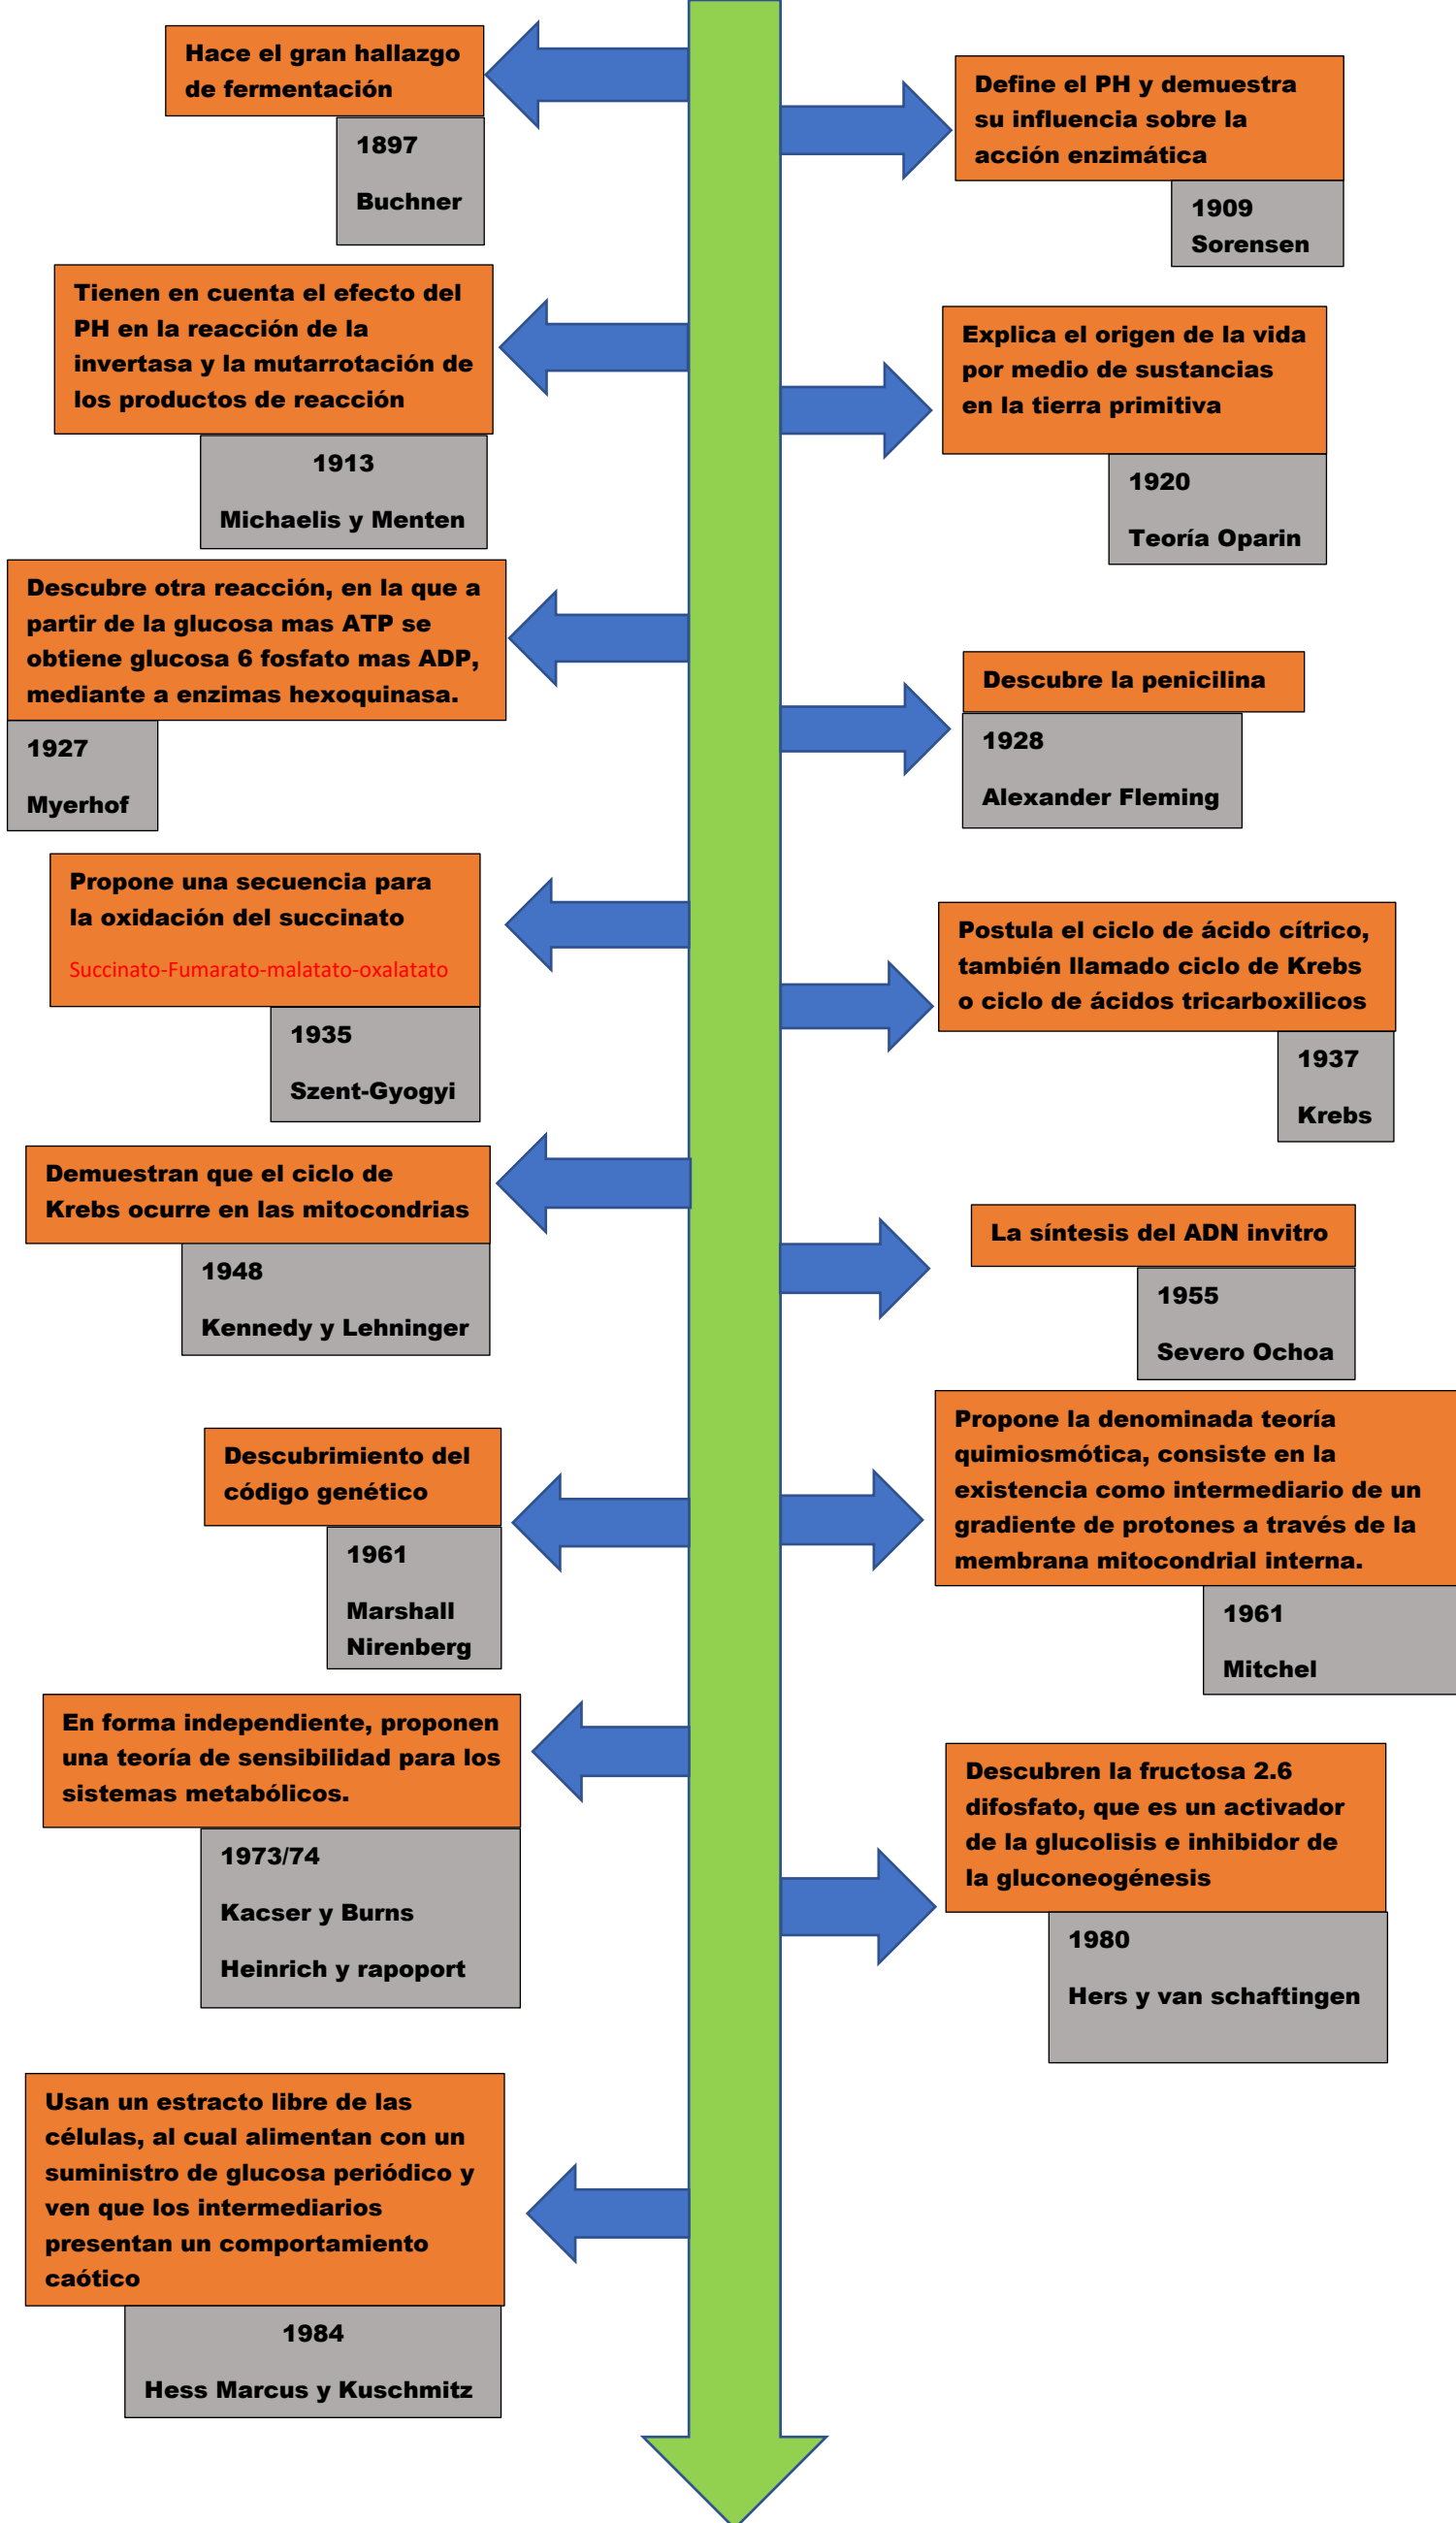 Hace el gran hallazgo
de fermentación
1897
Buchner
Define el PH y demuestra
su influencia sobre la
acción enzimática
1909
Sorensen
Tienen en cuenta el efecto del
PH en la reacción de la
invertasa y la mutarrotación de
los productos de reacción
1913
Michaelis y Menten
Explica el origen de la vida
por medio de sustancias
en la tierra primitiva
1920
Teoría Oparin
Descubre otra reacción, en la que a
partir de la glucosa mas ATP se
obtiene glucosa 6 fosfato mas ADP,
mediante a enzimas hexoquinasa.
1927
Myerhof
Descubre la penicilina
1928
Alexander Fleming
Propone una secuencia para
la oxidación del succinato
Succinato-Fumarato-malatato-oxalatato
1935
Szent-Gyogyi
Postula el ciclo de ácido cítrico,
también llamado ciclo de Krebs
o ciclo de ácidos tricarboxilicos
1937
Krebs
Demuestran que el ciclo de
Krebs ocurre en las mitocondrias
1948
Kennedy y Lehninger
La síntesis del ADN invitro
1955
Severo Ochoa
Descubrimiento del
código genético
1961
Marshall
Nirenberg
Propone la denominada teoría
quimiosmótica, consiste en la
existencia como intermediario de un
gradiente de protones a través de la
membrana mitocondrial interna.
1961
Mitchel
En forma independiente, proponen
una teoría de sensibilidad para los
sistemas metabólicos.
1973/74
Kacser y Burns
Heinrich y rapoport
Descubren la fructosa 2.6
difosfato, que es un activador
de la glucolisis e inhibidor de
la gluconeogénesis
1980
Hers y van schaftingen
Usan un estracto libre de las
células, al cual alimentan con un
suministro de glucosa periódico y
ven que los intermediarios
presentan un comportamiento
caótico
1984
Hess Marcus y Kuschmitz